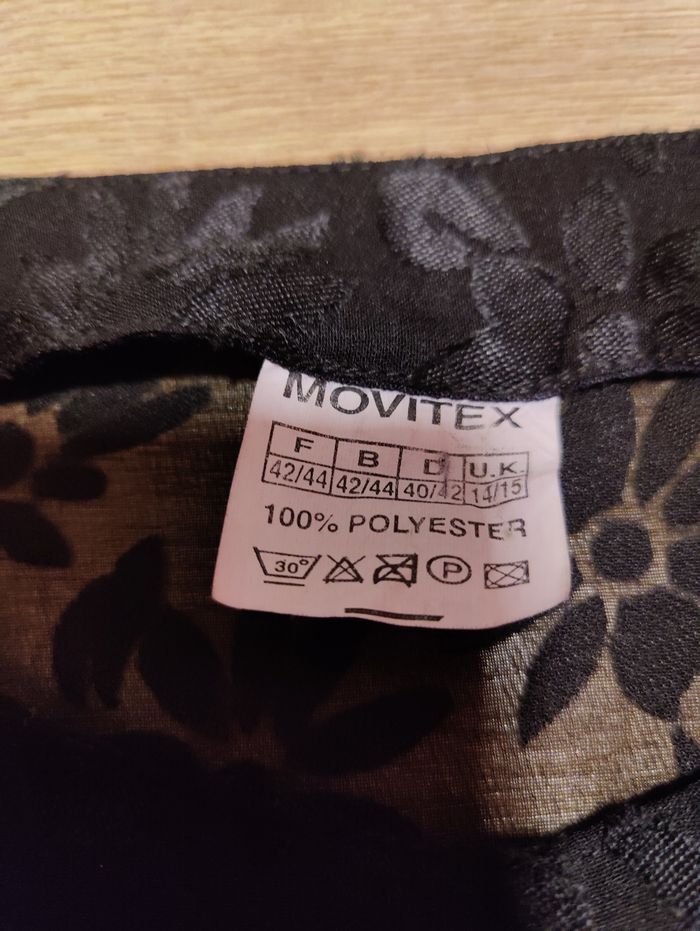 MOVITEX
F B D U.K.
42/44 42/44 40/42 14/15
100% POLYESTER
30° P